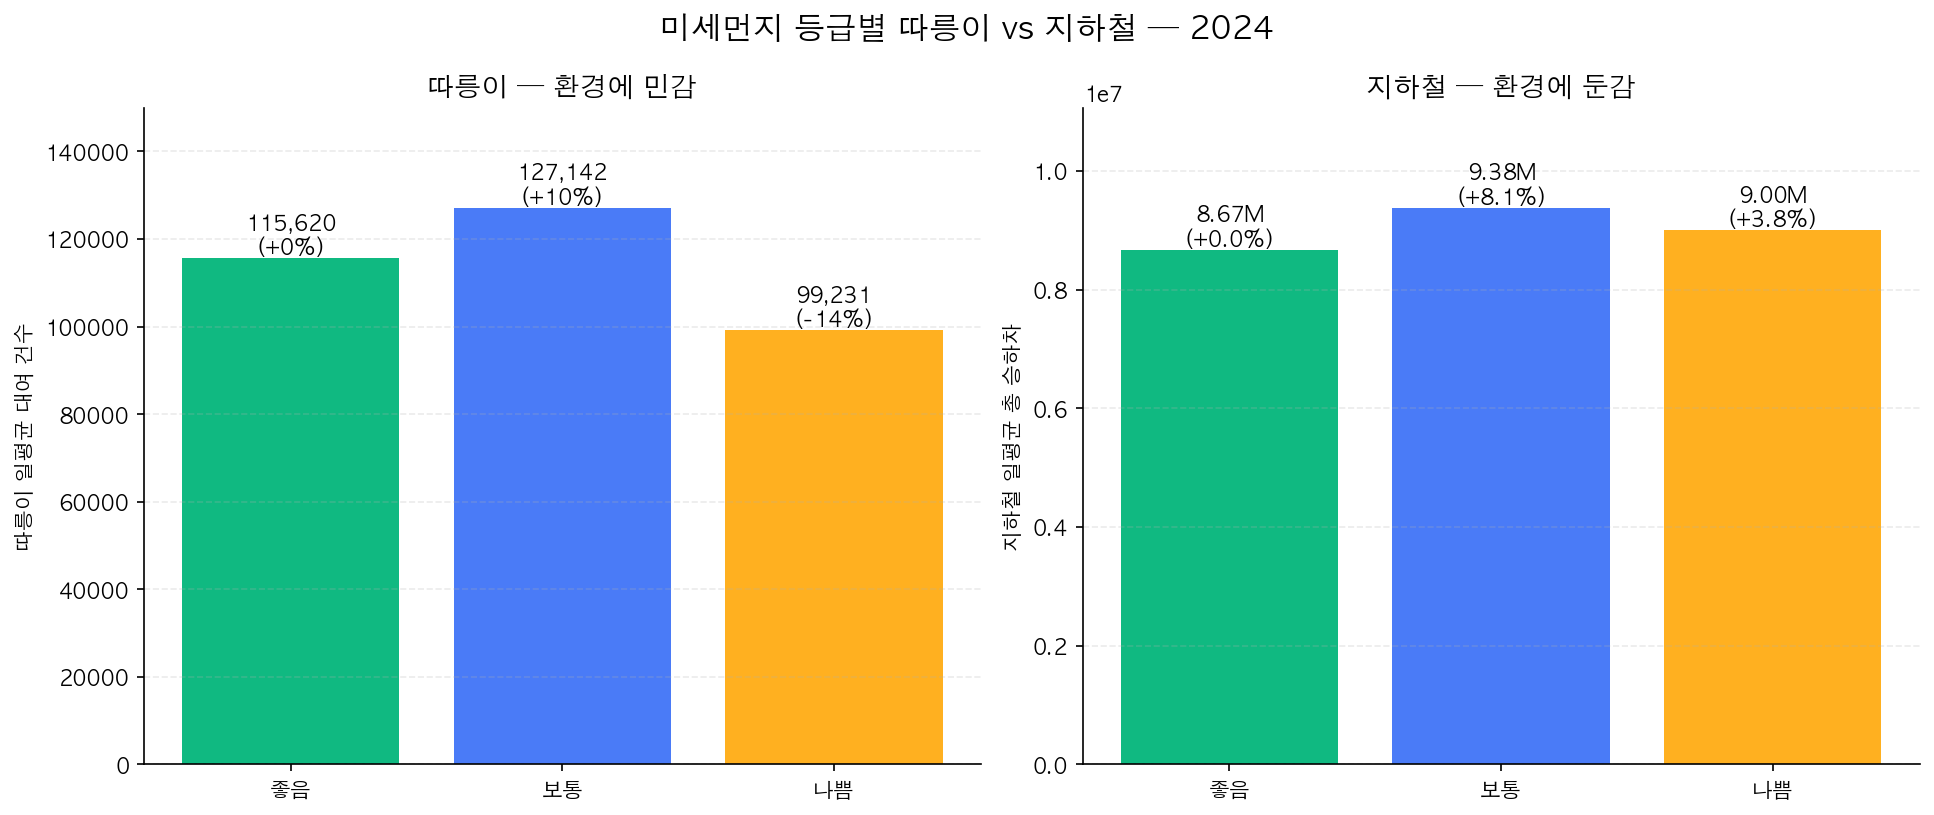 미세먼지 등급별 따릉이 vs 지하철 — 2024
따릉이 — 환경에 민감
따릉이 일평균 대여 건수
140000
120000
100000
80000
60000
40000
20000
0
115,620
(+0%)
127,142
(+10%)
99,231
(-14%)
좋음
보통
나쁨
지하철 — 환경에 둔감
1e7
지하철 일평균 총 승하차
1.0
0.8
0.6
0.4
0.2
0.0
8.67M
(+0.0%)
9.38M
(+8.1%)
9.00M
(+3.8%)
좋음
보통
나쁨